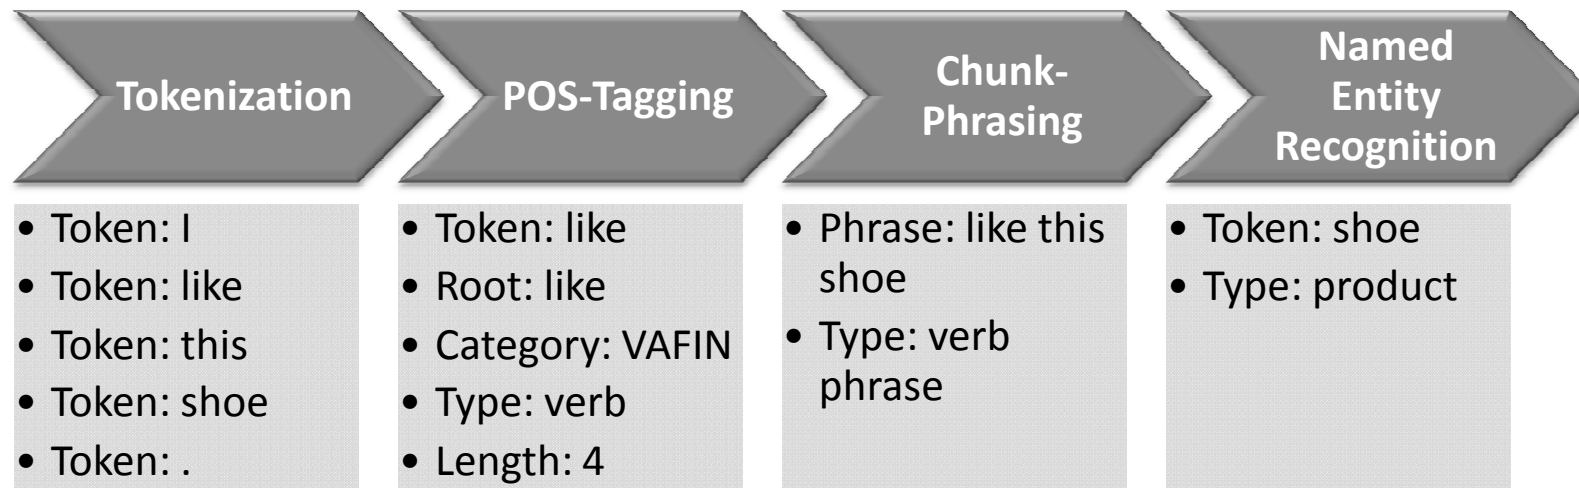 Tokenization
POS-Tagging
Chunk-
Phrasing
Named
Entity
Recognition
• Token: I
• Token: like
• Token: this
• Token: shoe
• Token: .
• Token: like
• Root: like
• Category: VAFIN
• Type: verb
• Length: 4
• Phrase: like this
shoe
• Type: verb
phrase
• Token: shoe
• Type: product